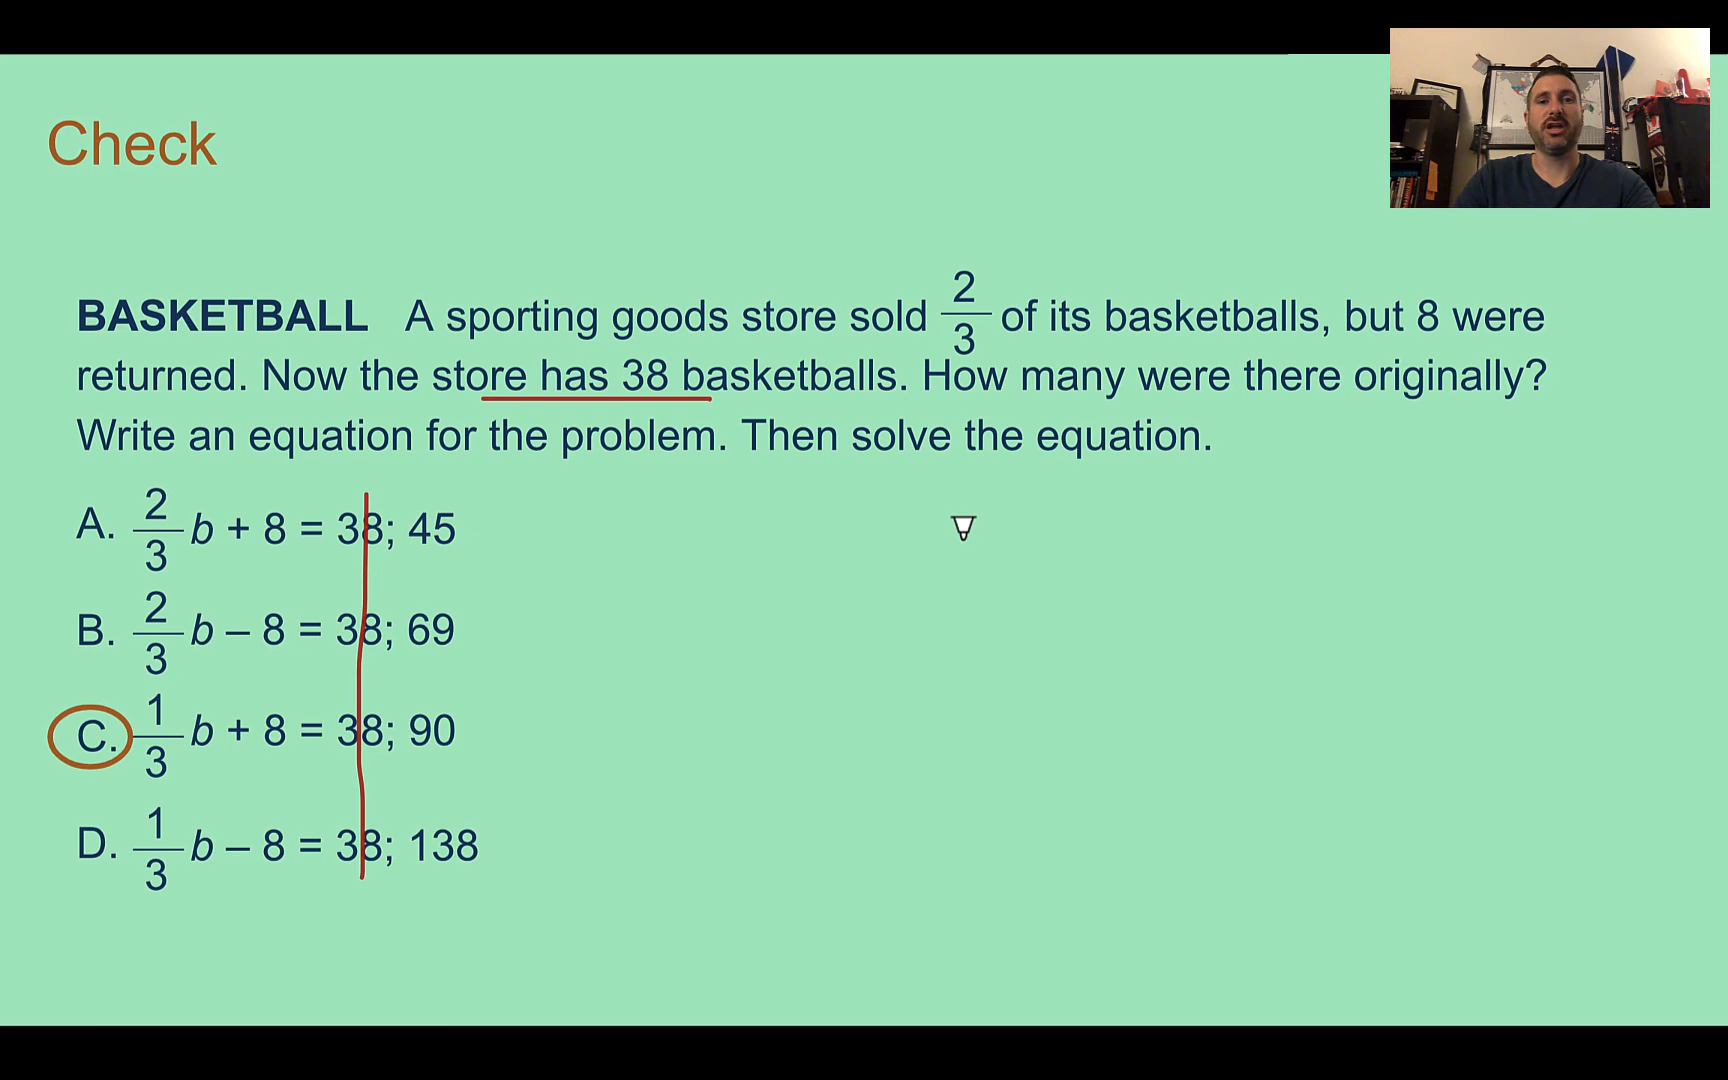 Check
BASKETBALL A sporting goods store sold 2/3 of its basketballs, but 8 were
returned. Now the store has 38 basketballs. How many were there originally?
Write an equation for the problem. Then solve the equation.
A. 2/3 b + 8 = 38; 45
B. 2/3 b – 8 = 38; 69
C. 1/3 b + 8 = 38; 90
D. 1/3 b – 8 = 38; 138